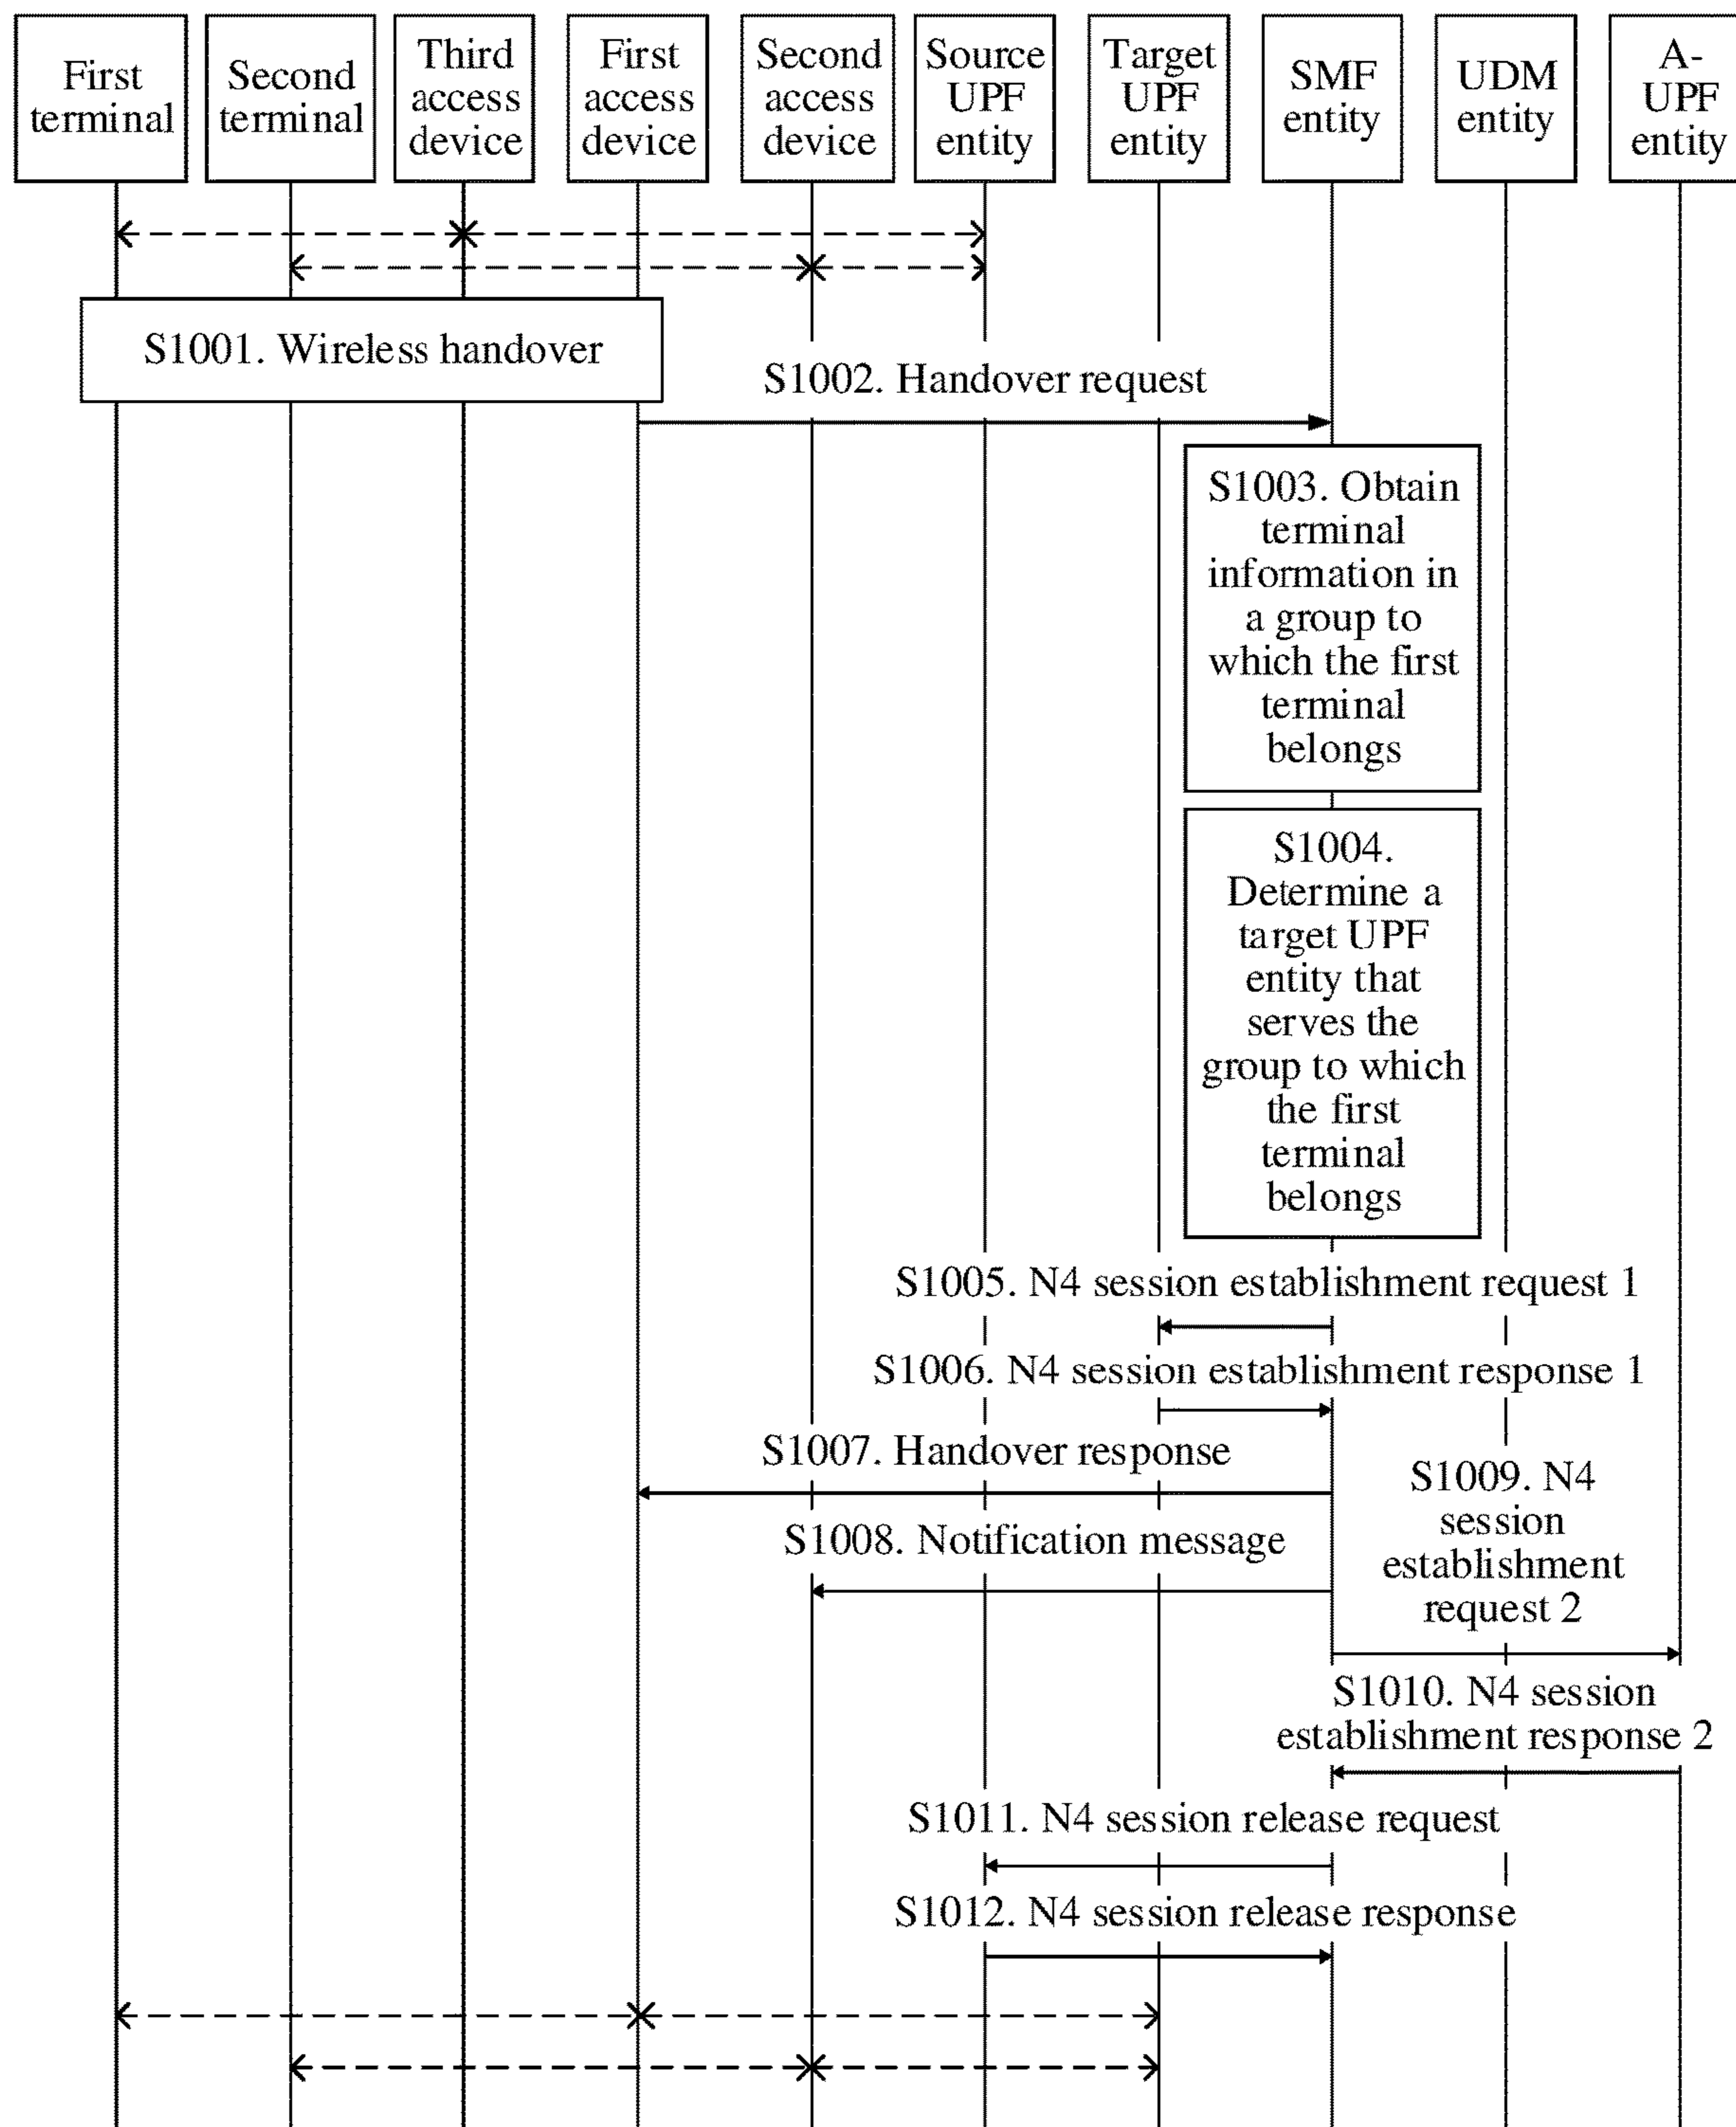 First
terminal
Second
terminal
Third
access
device
First
access
device
Second
access
device
Source
UPF
entity
Target
UPF
entity
SMF
entity
UDM
entity
A-
UPF
entity
S1001. Wireless handover
S1002. Handover request
S1003. Obtain
terminal
information in
a group to
which the first
terminal
belongs
S1004.
Determine a
target UPF
entity that
serves the
group to which
the first
terminal
belongs
S1005. N4 session establishment request 1
S1006. N4 session establishment response 1
S1007. Handover response
S1008. Notification message
S1009. N4
session
establishment
request 2
S1010. N4 session
establishment response 2
S1011. N4 session release request
S1012. N4 session release response